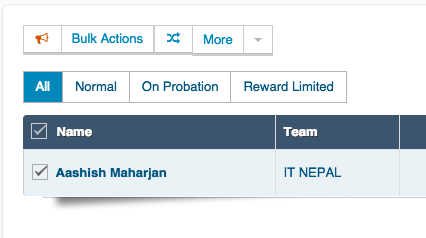 Bulk Actions More
All Normal On Probation Reward Limited
Name Team
Aashish Maharjan IT NEPAL